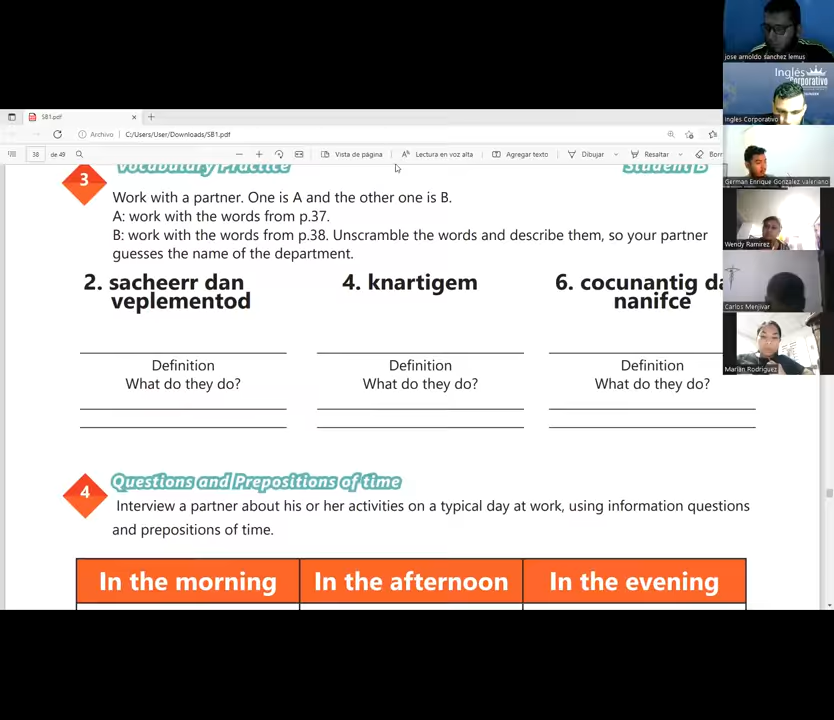 SB1.pdf
Archivo
C:/Users/User/Downloads/SB1.pdf
38 de 49
Vista de página
Lectura en voz alta
Agregar texto
Dibujar
Resaltar
Borr
3
Vocabulary Practice
Student B
Work with a partner. One is A and the other one is B.
A: work with the words from p.37.
B: work with the words from p.38. Unscramble the words and describe them, so your partner
guesses the name of the department.
2. sacheerr dan
veplementod
4. knartigem
6. cocunantig da
nanifce
Definition
What do they do?
Definition
What do they do?
Definition
What do they do?
4
Questions and Prepositions of time
Interview a partner about his or her activities on a typical day at work, using information questions
and prepositions of time.
In the morning
In the afternoon
In the evening
jose arnoldo sanchez lemus
Inglés
Corporativo
Ingles Corporativo
German Enrique Gonzalez Valeriano
Wendy Ramirez
Carlos Menjivar
Marian Rodriguez